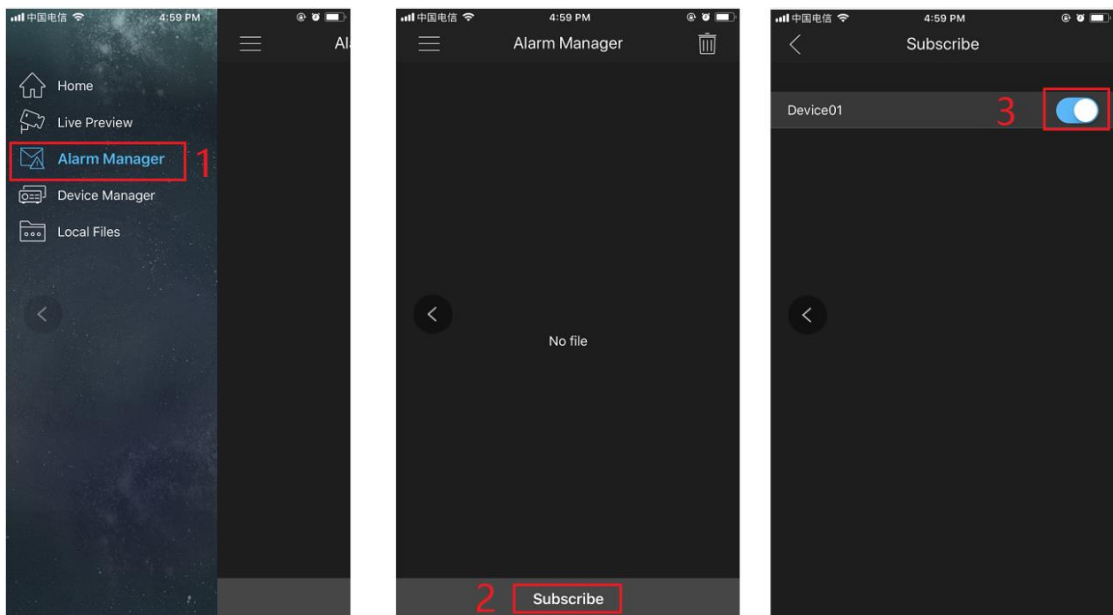 中国电信 4:59 PM
Al
Home
Live Preview
Alarm Manager
1
Device Manager
Local Files
中国电信 4:59 PM
Alarm Manager
No file
2 Subscribe
中国电信 4:59 PM
Subscribe
Device01 3